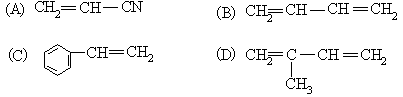 (A) CH2=CH—CN (B) CH2=CH—CH=CH2
(C) CH=CH2 (D) CH2=C—CH=CH2
CH3